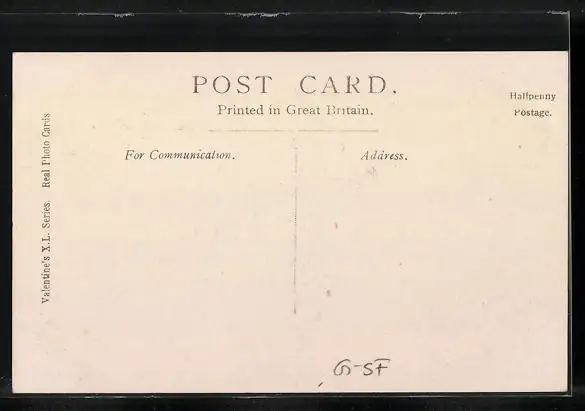 POST CARD.
Printed in Great Britain.
Halfpenny
Postage.
For Communication.
Address.
Valentine's X.L. Series. Real Photo Cards